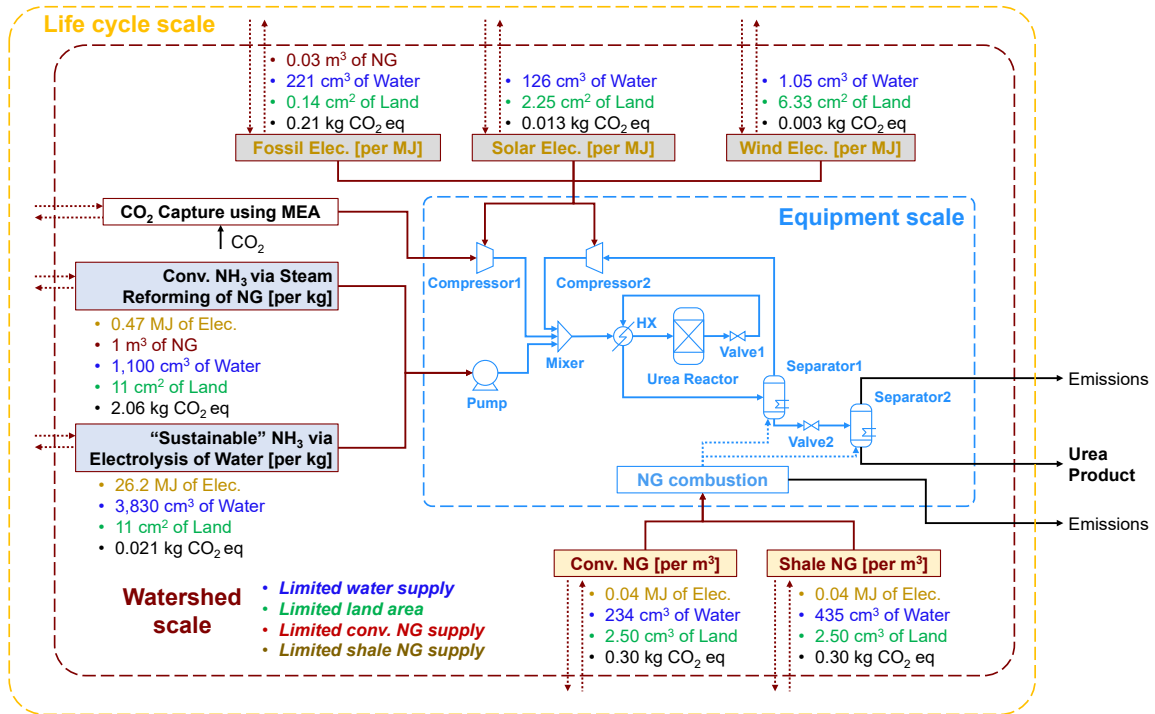 Life cycle scale
• 0.03 m³ of NG
• 221 cm³ of Water
• 0.14 cm² of Land
• 0.21 kg CO₂ eq
Fossil Elec. [per MJ]
• 126 cm³ of Water
• 2.25 cm² of Land
• 0.013 kg CO₂ eq
Solar Elec. [per MJ]
• 1.05 cm³ of Water
• 6.33 cm² of Land
• 0.003 kg CO₂ eq
Wind Elec. [per MJ]
CO₂ Capture using MEA
CO₂
Conv. NH₃ via Steam
Reforming of NG [per kg]
• 0.47 MJ of Elec.
• 1 m³ of NG
• 1,100 cm³ of Water
• 11 cm² of Land
• 2.06 kg CO₂ eq
“Sustainable” NH₃ via
Electrolysis of Water [per kg]
• 26.2 MJ of Elec.
• 3,830 cm³ of Water
• 11 cm² of Land
• 0.021 kg CO₂ eq
Equipment scale
Compressor1
Compressor2
HX
Mixer
Valve1
Urea Reactor
Pump
Separator1
Separator2
Valve2
NG combustion
Emissions
Urea
Product
Emissions
Conv. NG [per m³]
• 0.04 MJ of Elec.
• 234 cm³ of Water
• 2.50 cm³ of Land
• 0.30 kg CO₂ eq
Shale NG [per m³]
• 0.04 MJ of Elec.
• 435 cm³ of Water
• 2.50 cm³ of Land
• 0.30 kg CO₂ eq
Watershed
scale
• Limited water supply
• Limited land area
• Limited conv. NG supply
• Limited shale NG supply